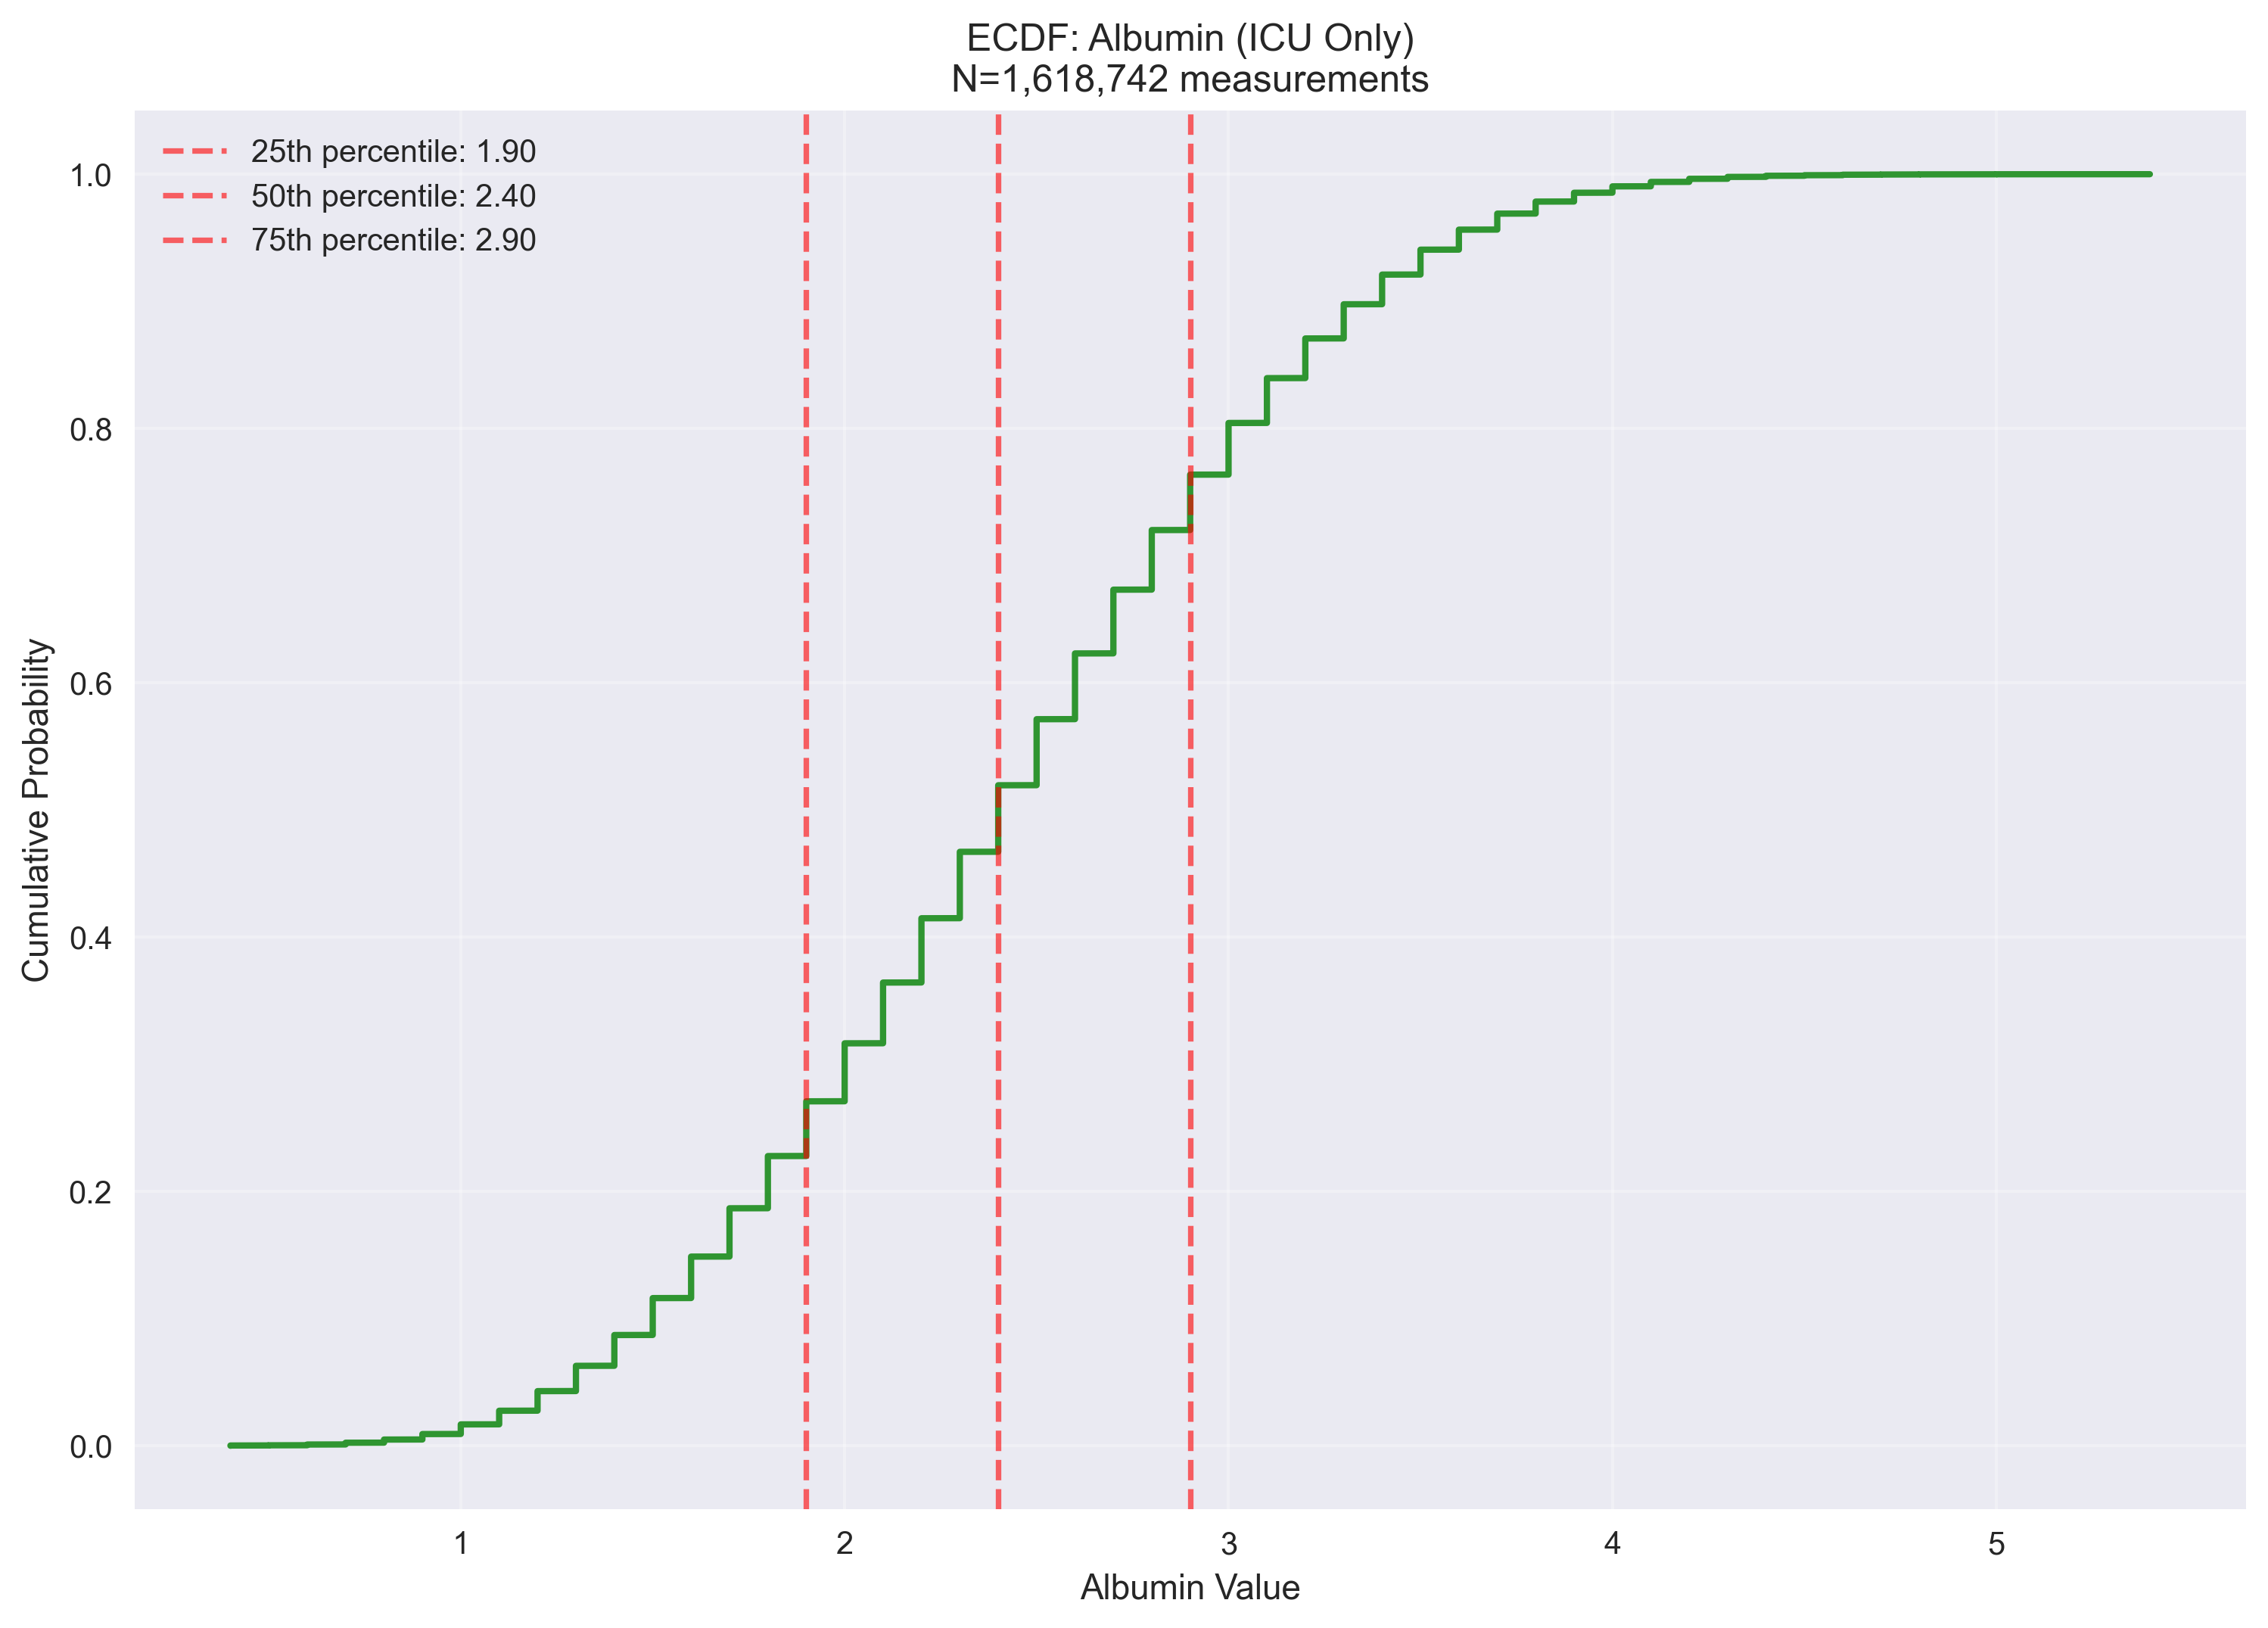 ECDF: Albumin (ICU Only)
N=1,618,742 measurements
25th percentile: 1.90
50th percentile: 2.40
75th percentile: 2.90
1.0
0.8
0.6
0.4
0.2
0.0
Cumulative Probability
1 2 3 4 5
Albumin Value